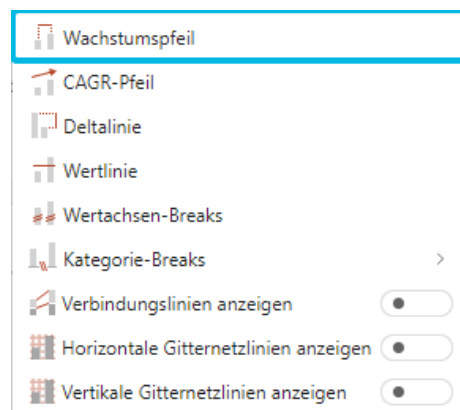 Wachstumspfeil
CAGR-Pfeil
Deltalinie
Wertlinie
Wertachsen-Breaks
Kategorie-Breaks
Verbindungslinien anzeigen
Horizontale Gitternetzlinien anzeigen
Vertikale Gitternetzlinien anzeigen